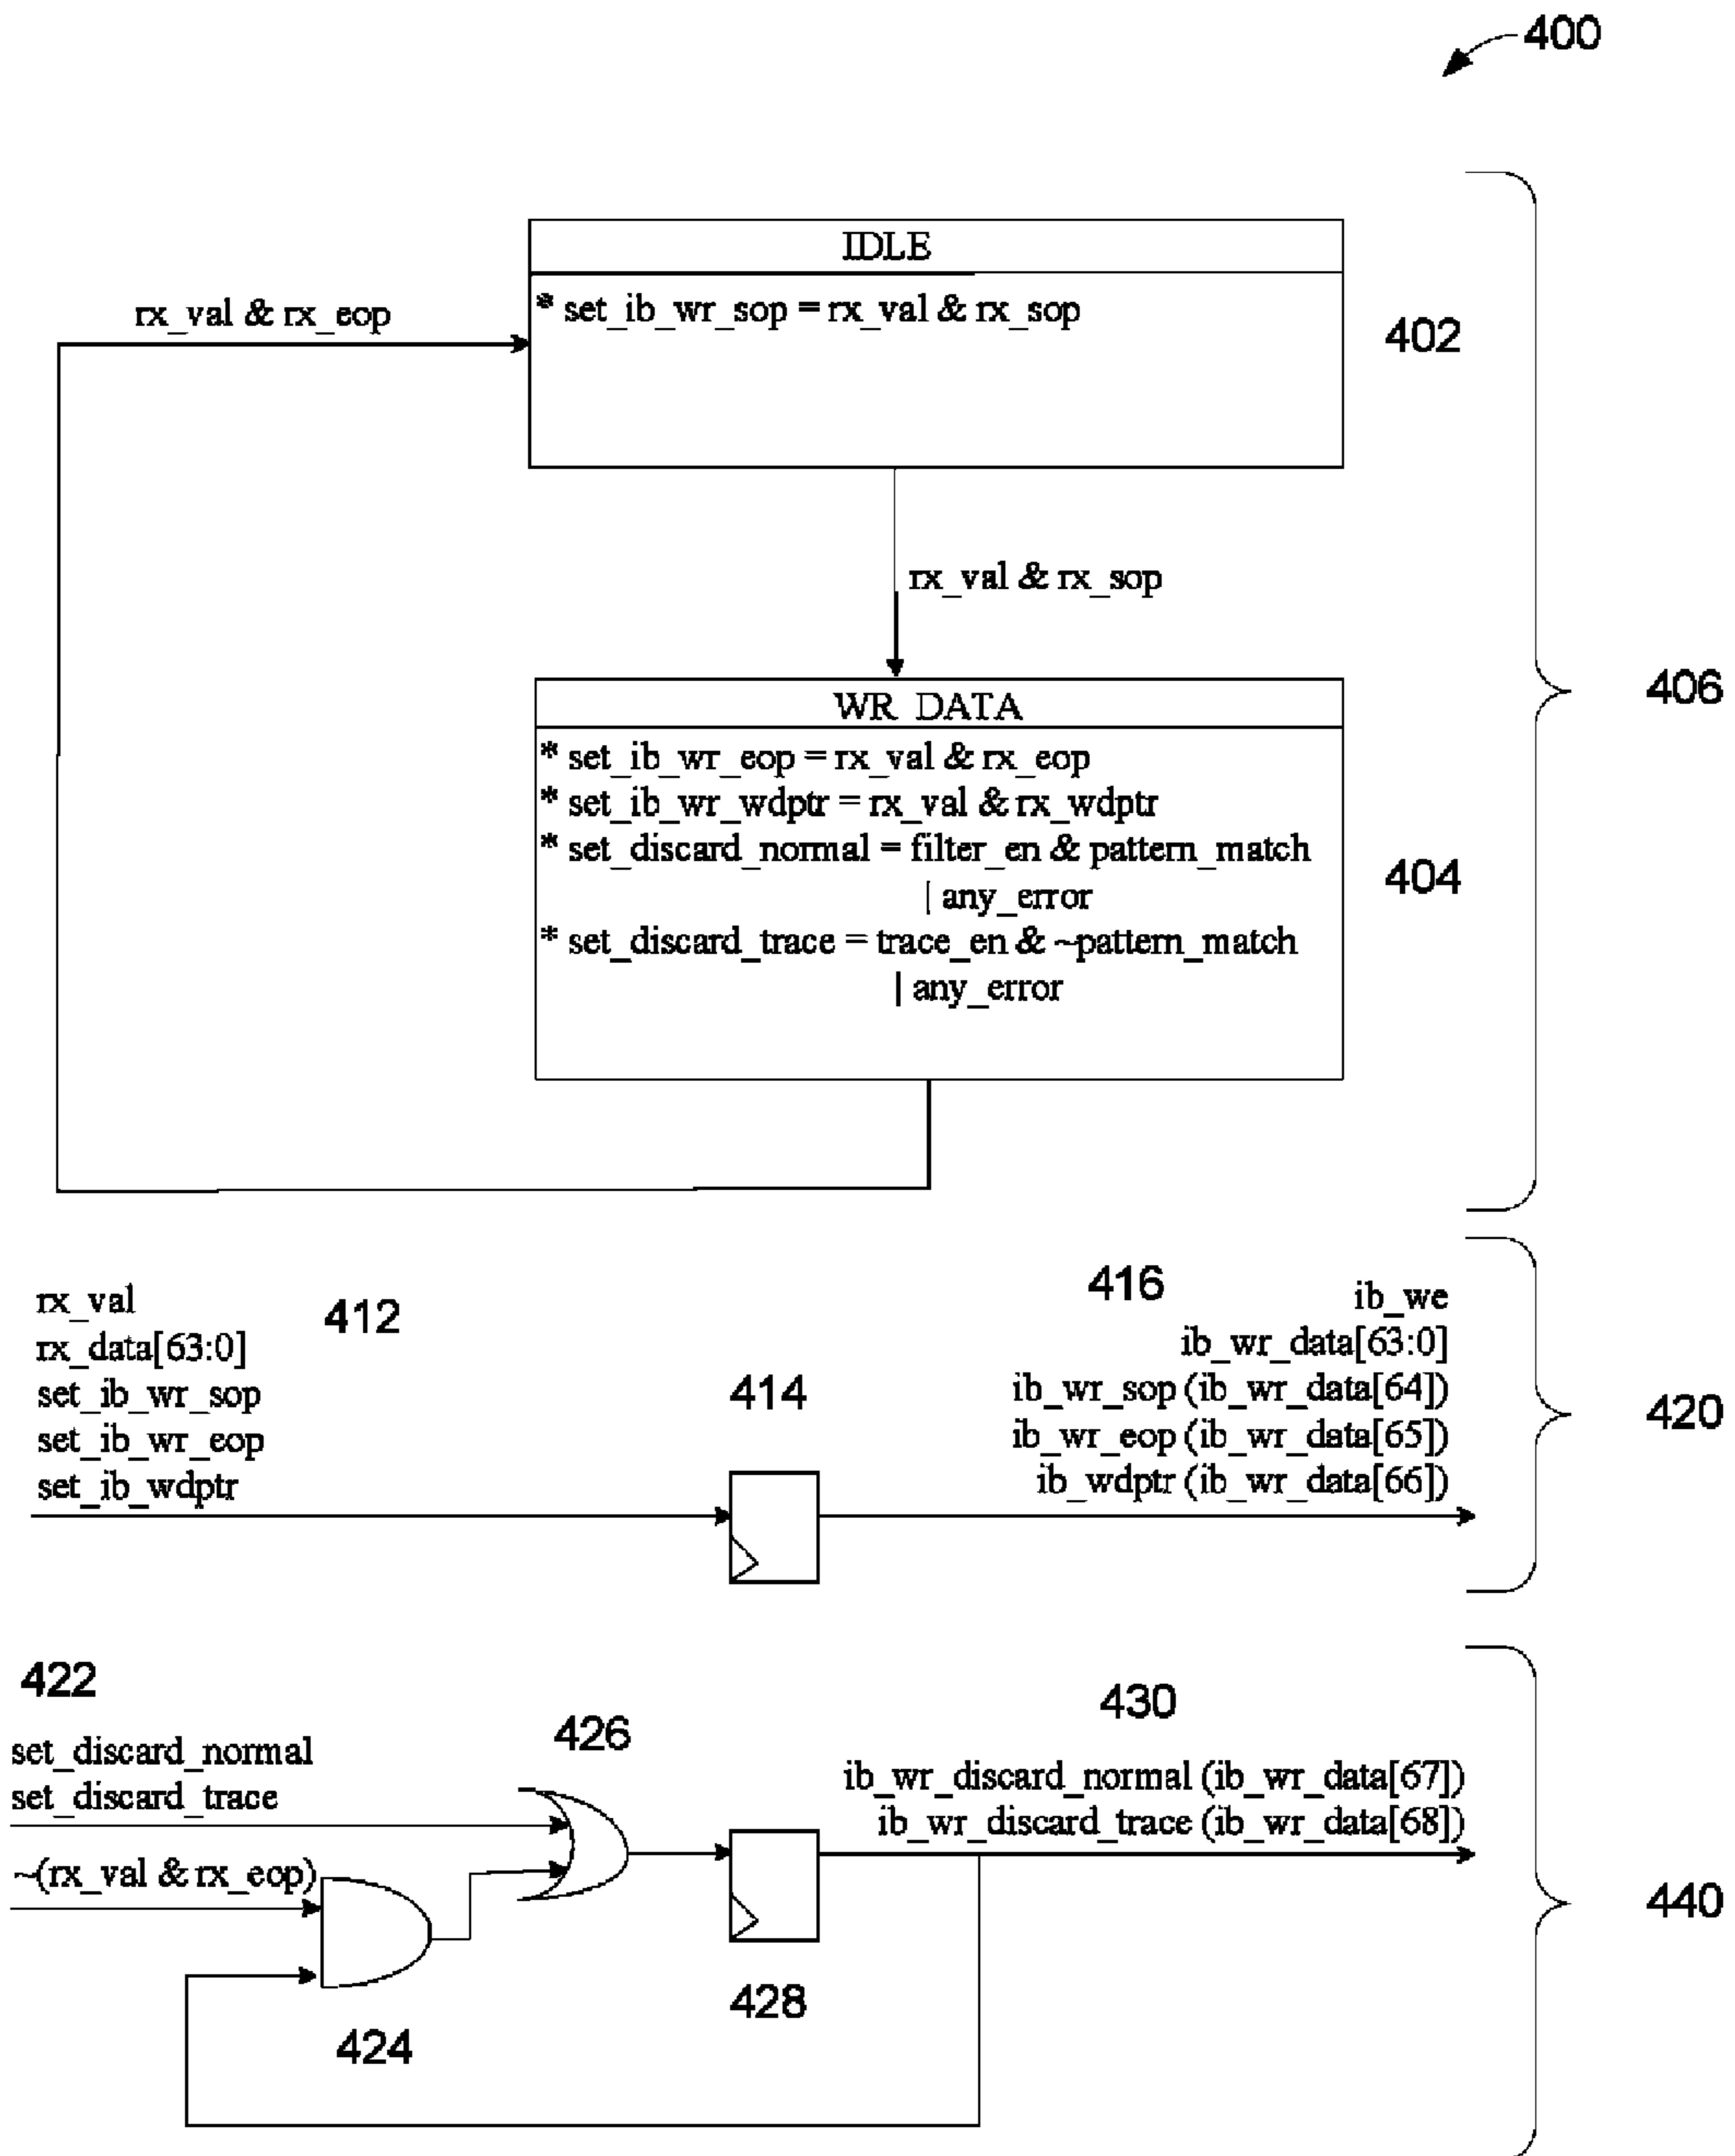 400
IDLE
* set_ib_wr_sop = rx_val & rx_sop
402
rx_val & rx_eop
rx_val & rx_sop
406
WR_DATA
* set_ib_wr_eop = rx_val & rx_eop
* set_ib_wr_wdptr = rx_val & rx_wdptr
* set_discard_normal = filter_en & pattern_match
| any_error
* set_discard_trace = trace_en & ~pattern_match
| any_error
404
rx_val
rx_data[63:0]
set_ib_wr_sop
set_ib_wr_eop
set_ib_wdptr
412
414
416
ib_we
ib_wr_data[63:0]
ib_wr_sop (ib_wr_data[64])
ib_wr_eop (ib_wr_data[65])
ib_wdptr (ib_wr_data[66])
420
422
set_discard_normal
set_discard_trace
~(rx_val & rx_eop)
424
426
428
430
ib_wr_discard_normal (ib_wr_data[67])
ib_wr_discard_trace (ib_wr_data[68])
440